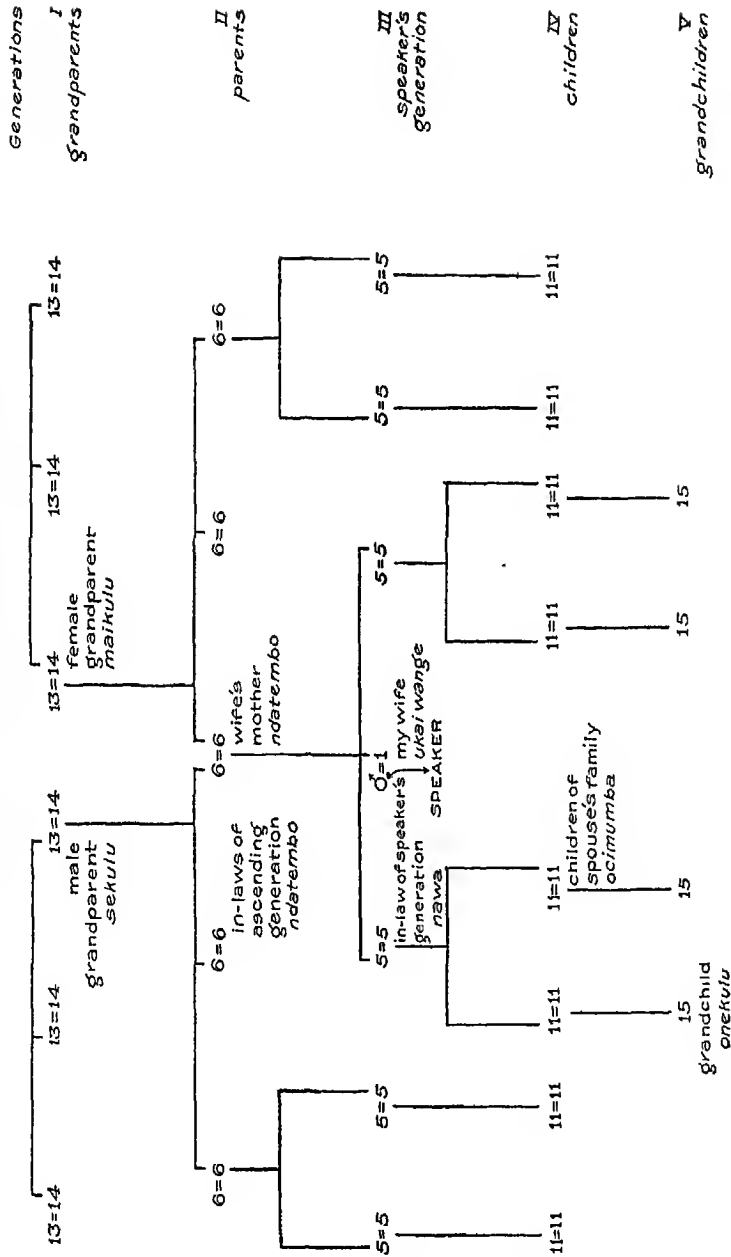 Generations
I
grandparents
13=14 13=14 13=14 13=14 13=14 13=14
male
grandparent
sekulu
female
grandparent
maikulu
II
parents
6=6 6=6 6=6 6=6 6=6
in-laws of
ascending
generation
ndatembo
wife's
mother
ndatembo
III
speaker's
generation
5=5 5=5 5=5 ♂=1 5=5 5=5 5=5
in-law of speaker's
generation
nawa
my wife
ukai wange
SPEAKER
IV
children
11=11 11=11 11=11 11=11 11=11 11=11 11=11 11=11
children of
spouse's family
ocimumba
V
grandchildren
15 15 15 15
grandchild
onekulu